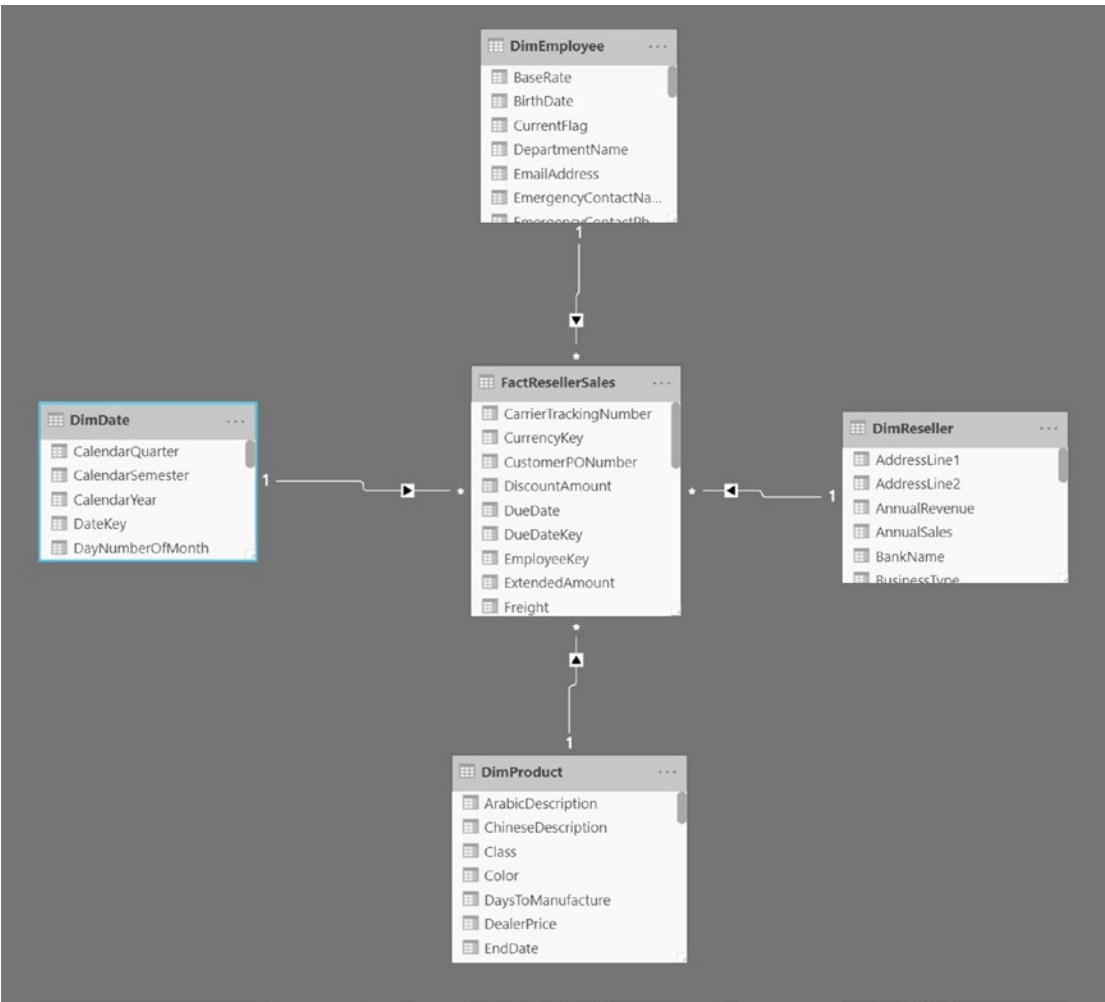 DimEmployee
BaseRate
BirthDate
CurrentFlag
DepartmentName
EmailAddress
EmergencyContactNa...
1
*
FactResellerSales
CarrierTrackingNumber
CurrencyKey
CustomerPONumber
DiscountAmount
DueDate
DueDateKey
EmployeeKey
ExtendedAmount
Freight
DimDate
CalendarQuarter
CalendarSemester
CalendarYear
DateKey
DayNumberOfMonth
1
*
DimReseller
AddressLine1
AddressLine2
AnnualRevenue
AnnualSales
BankName
BusinessType
*
1
*
1
DimProduct
ArabicDescription
ChineseDescription
Class
Color
DaysToManufacture
DealerPrice
EndDate